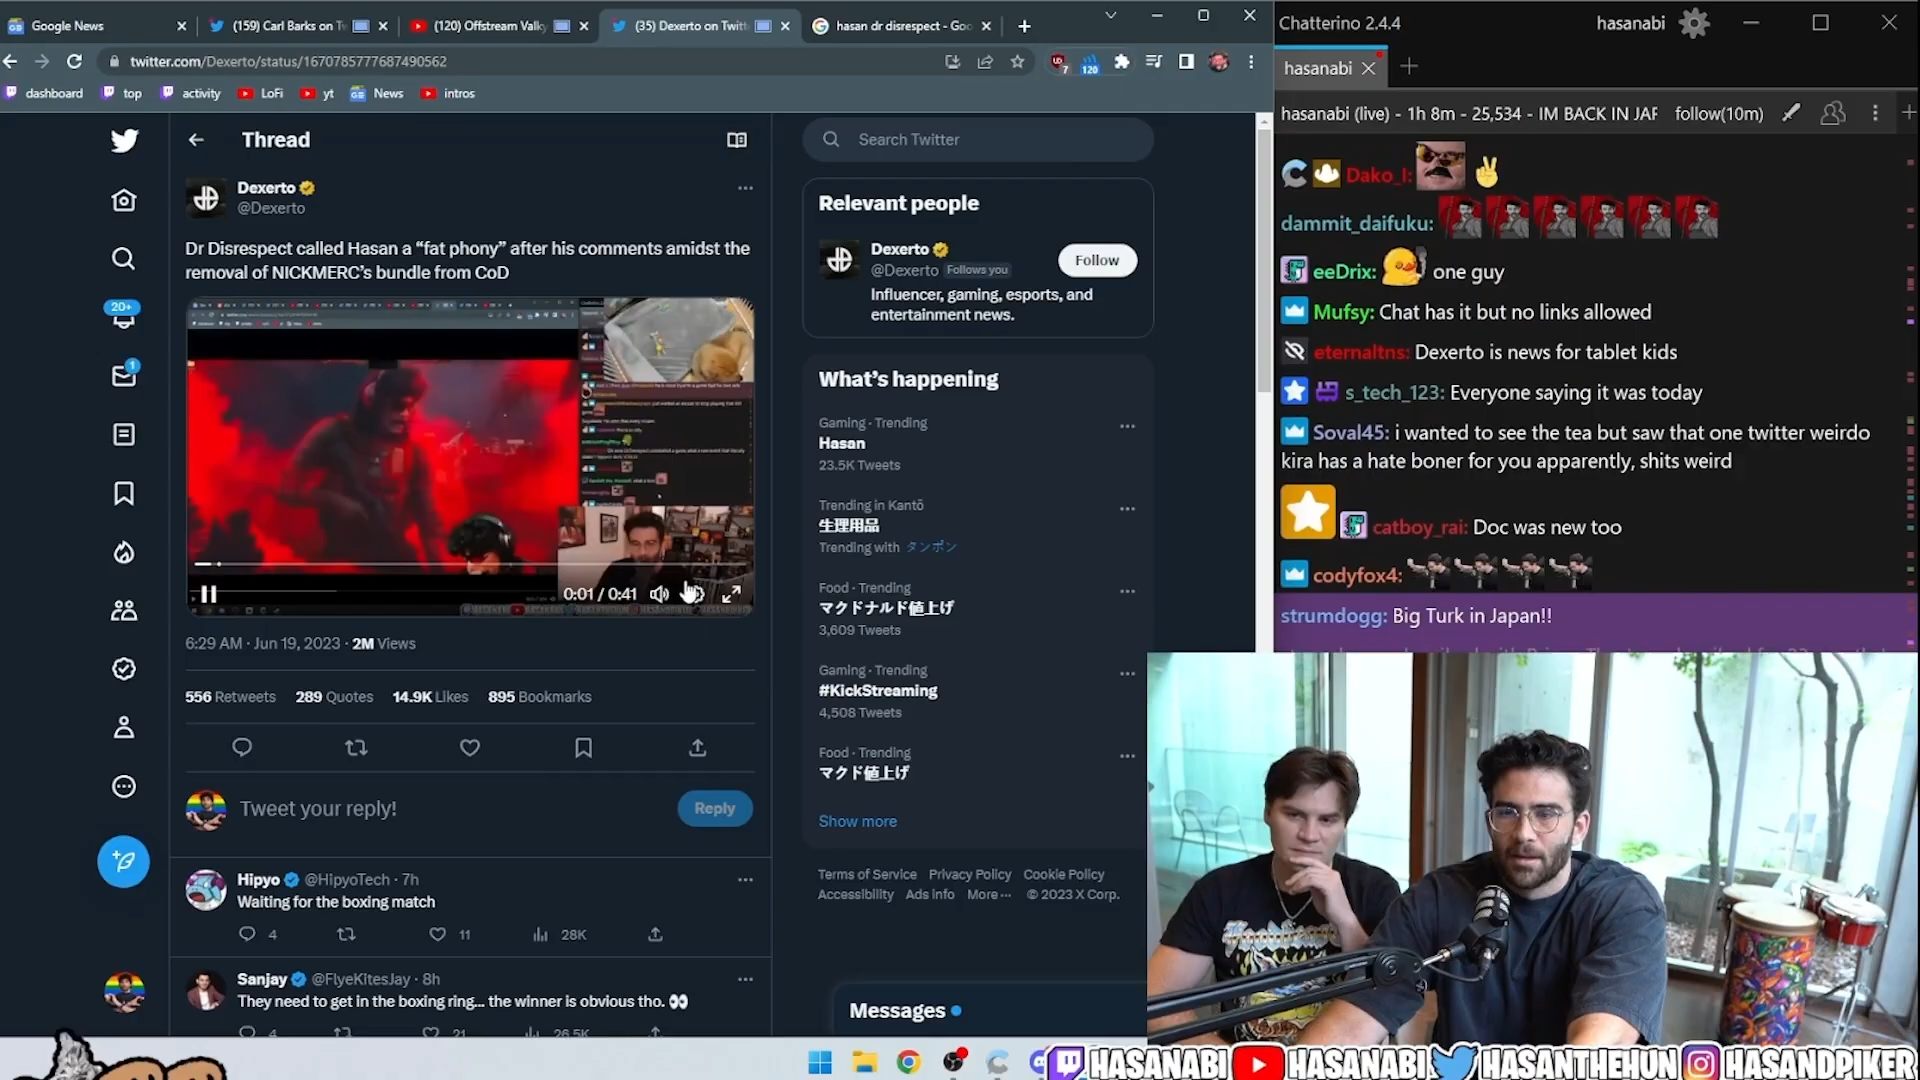 Google News
(159) Carl Barks on Tw
(120) Offstream Valky
(35) Dexerto on Twitt
hasan dr disrespect - Goo
twitter.com/Dexerto/status/1670785777687490562
7
120
dashboard
top
activity
LoFi
yt
News
intros
Thread
Dexerto
@Dexerto
Dr Disrespect called Hasan a “fat phony” after his comments amidst the
removal of NICKMERC’s bundle from CoD
20+
1
0:01 / 0:41
6:29 AM · Jun 19, 2023 · 2M Views
556 Retweets 289 Quotes 14.9K Likes 895 Bookmarks
Tweet your reply!
Reply
Hipyo @HipyoTech · 7h
Waiting for the boxing match
4 11 28K
Sanjay @FlyeKitesJay · 8h
They need to get in the boxing ring... the winner is obvious tho. 👀
4 21 26.5K
Search Twitter
Relevant people
Dexerto
@Dexerto Follows you
Follow
Influencer, gaming, esports, and
entertainment news.
What’s happening
Gaming · Trending
Hasan
23.5K Tweets
Trending in Kantō
生理用品
Trending with タンポン
Food · Trending
マクドナルド値上げ
3,609 Tweets
Gaming · Trending
#KickStreaming
4,508 Tweets
Food · Trending
マクド値上げ
Show more
Terms of Service Privacy Policy Cookie Policy
Accessibility Ads info More ··· © 2023 X Corp.
Messages
Chatterino 2.4.4
hasanabi
hasanabi
hasanabi (live) - 1h 8m - 25,534 - IM BACK IN JAP
follow(10m)
Dako_I: ✌
dammit_daifuku:
eeDrix: one guy
Mufsy: Chat has it but no links allowed
eternaltns: Dexerto is news for tablet kids
s_tech_123: Everyone saying it was today
Soval45: i wanted to see the tea but saw that one twitter weirdo
kira has a hate boner for you apparently, shits weird
catboy_rai: Doc was new too
codyfox4:
strumdogg: Big Turk in Japan!!
HASANABI HASANABI HASANTHEHUN HASANDPIKER